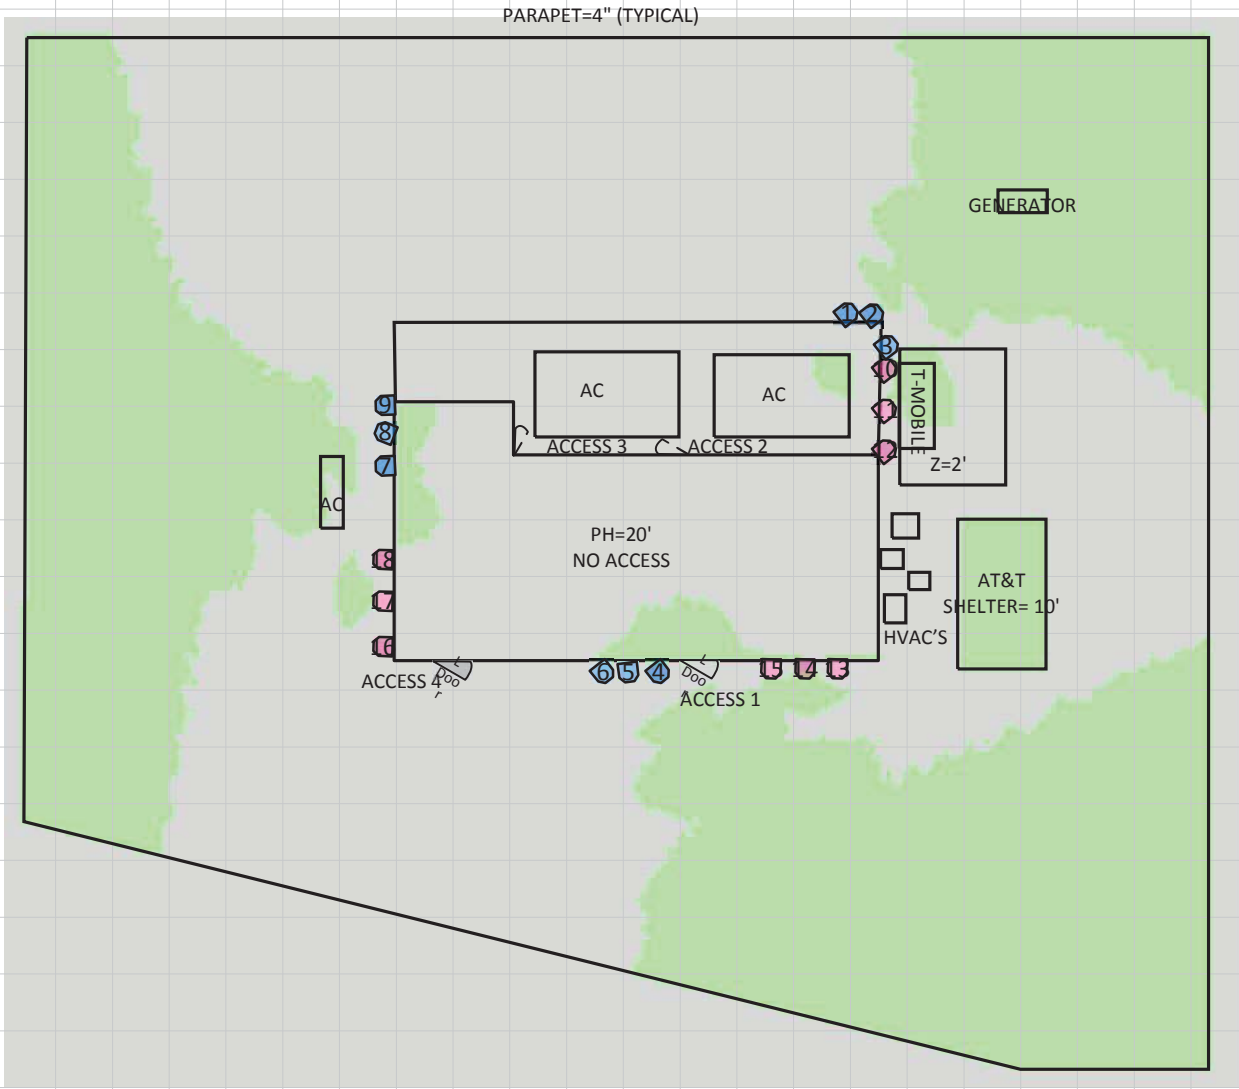 PARAPET=4" (TYPICAL)
GENERATOR
1
2
3
10
T-MOBILE
AC
AC
9
11
8
ACCESS 3
ACCESS 2
12
7
Z=2'
AC
PH=20'
NO ACCESS
18
AT&T
SHELTER= 10'
17
HVAC'S
16
6
5
4
Doo
r
15
14
13
Doo
r
ACCESS 4
ACCESS 1